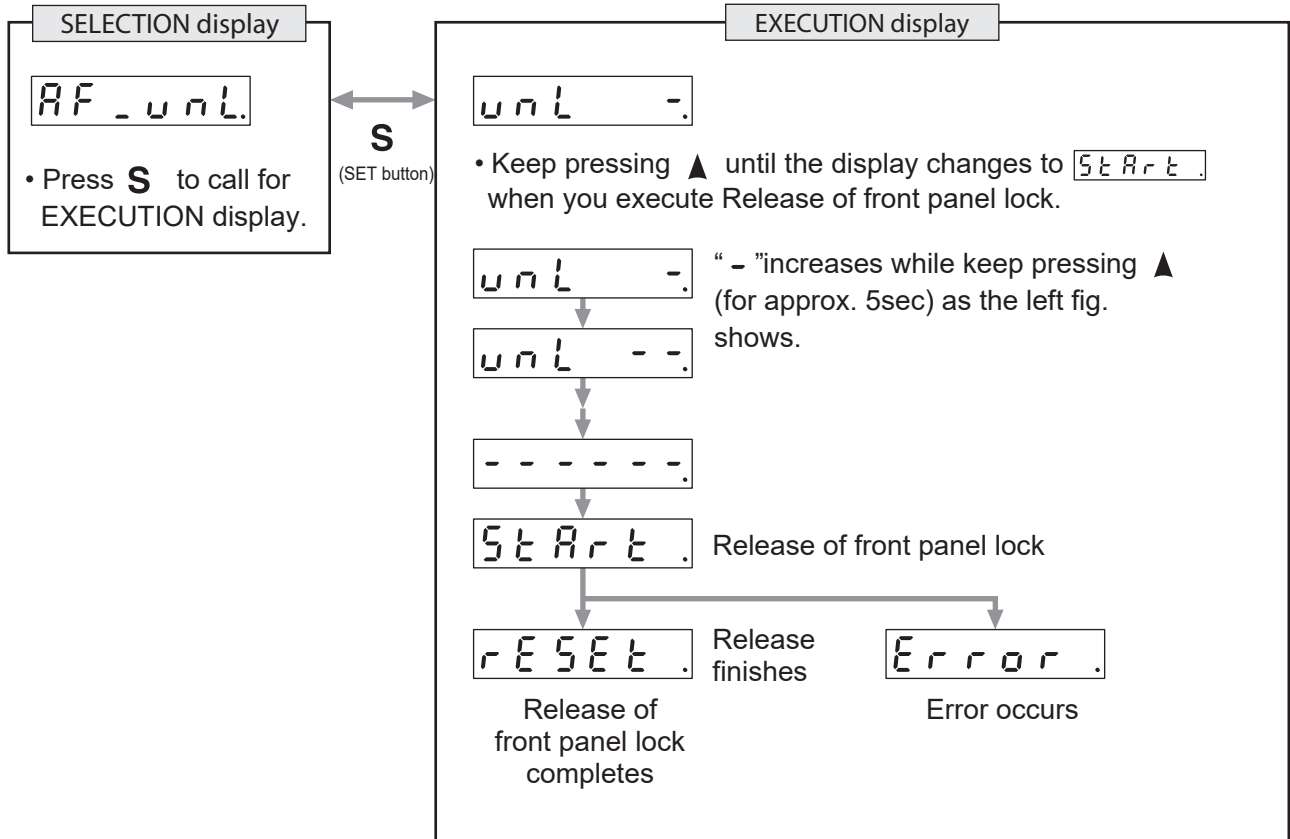 SELECTION display
AF_unL.
• Press S to call for
EXECUTION display.
S
(SET button)
EXECUTION display
unL -.
• Keep pressing ▲ until the display changes to StArt .
when you execute Release of front panel lock.
unL -.
“ - ”increases while keep pressing ▲
(for approx. 5sec) as the left fig.
shows.
unL --.
------.
StArt .
Release of front panel lock
rESEt .
Release
finishes
Error .
Release of
front panel lock
completes
Error occurs